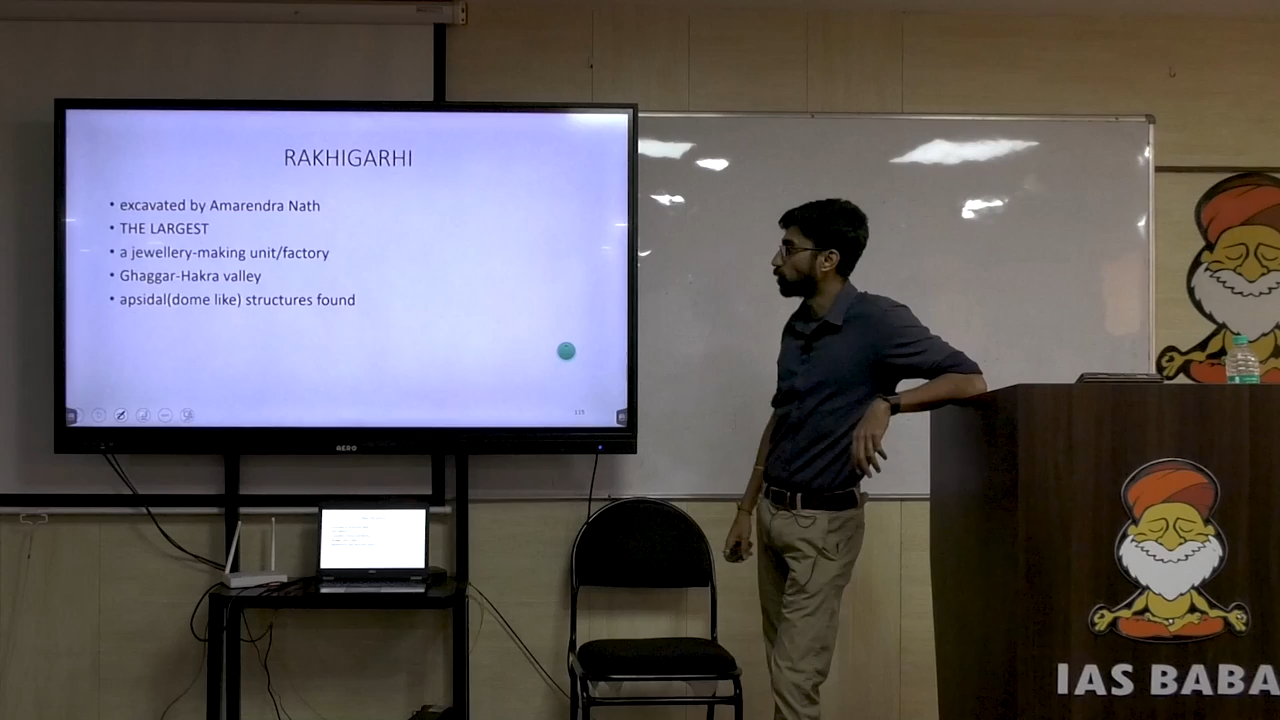 RAKHIGARHI
• excavated by Amarendra Nath
• THE LARGEST
• a jewellery-making unit/factory
• Ghaggar-Hakra valley
• apsidal(dome like) structures found
115
AERO
IAS BABA